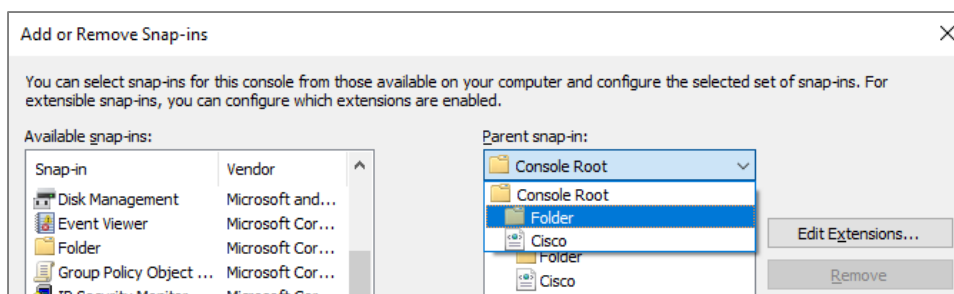 Add or Remove Snap-ins
You can select snap-ins for this console from those available on your computer and configure the selected set of snap-ins. For
extensible snap-ins, you can configure which extensions are enabled.
Available snap-ins:
Snap-in Vendor
Disk Management Microsoft and...
Event Viewer Microsoft Cor...
Folder Microsoft Cor...
Group Policy Object ... Microsoft Cor...
Parent snap-in:
Console Root
Console Root
Folder
Cisco
Folder
Cisco
Edit Extensions...
Remove